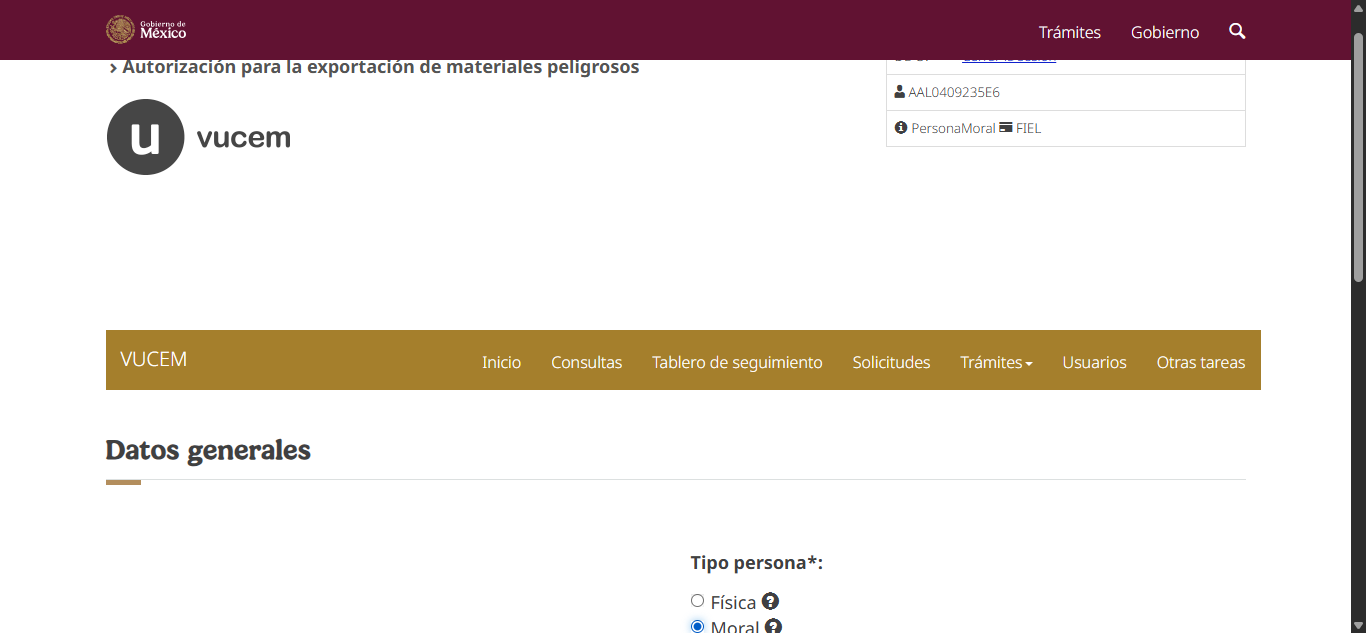 Gobierno de
México
Trámites Gobierno
› Autorización para la exportación de materiales peligrosos
AAL0409235E6
PersonaMoral FIEL
u vucem
VUCEM Inicio Consultas Tablero de seguimiento Solicitudes Trámites Usuarios Otras tareas
Datos generales
Tipo persona*:
Física
Moral